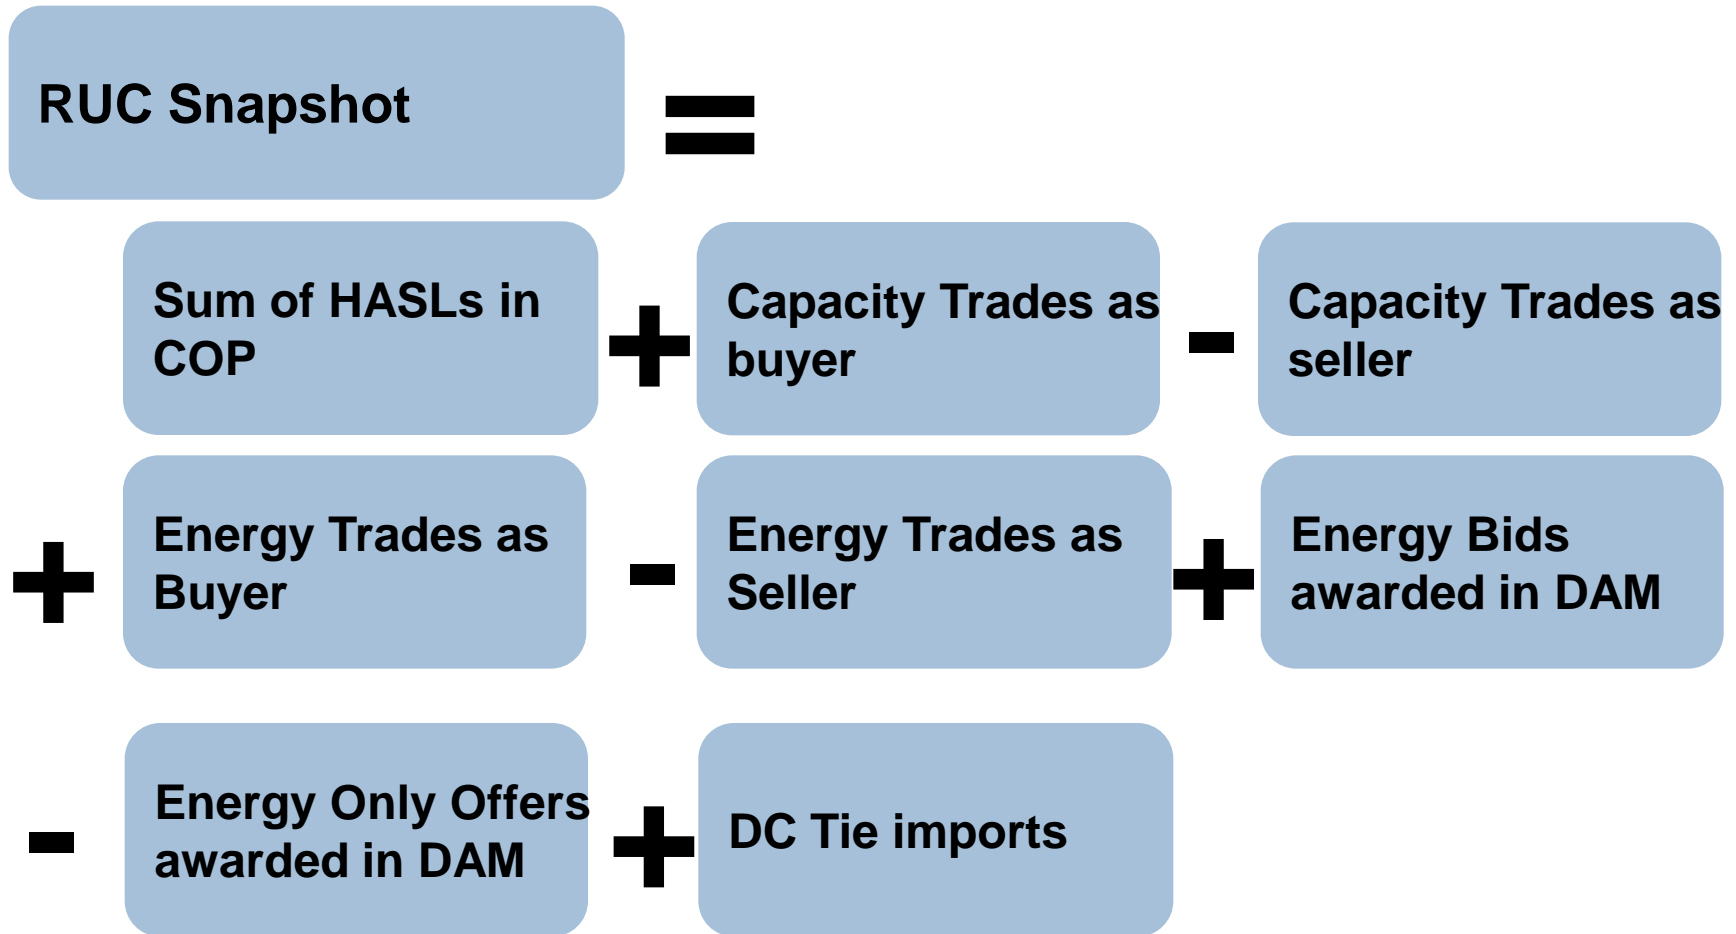 RUC Snapshot
=
Sum of HASLs in
COP
+
Capacity Trades as
buyer
-
Capacity Trades as
seller
+
Energy Trades as
Buyer
-
Energy Trades as
Seller
+
Energy Bids
awarded in DAM
-
Energy Only Offers
awarded in DAM
+
DC Tie imports